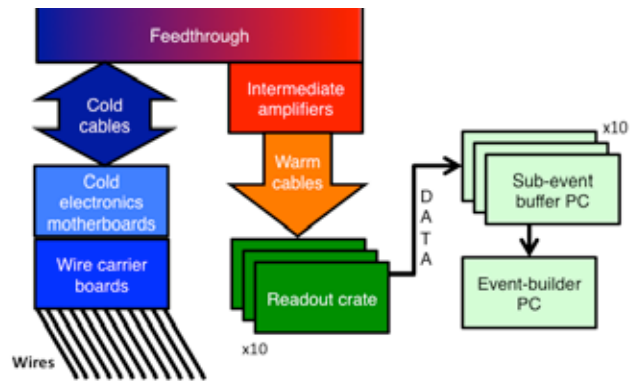 Feedthrough
Cold
cables
Intermediate
amplifiers
Cold
electronics
motherboards
Warm
cables
Wire carrier
boards
Wires
Readout crate
x10
D
A
T
A
x10
Sub-event
buffer PC
Event-builder
PC